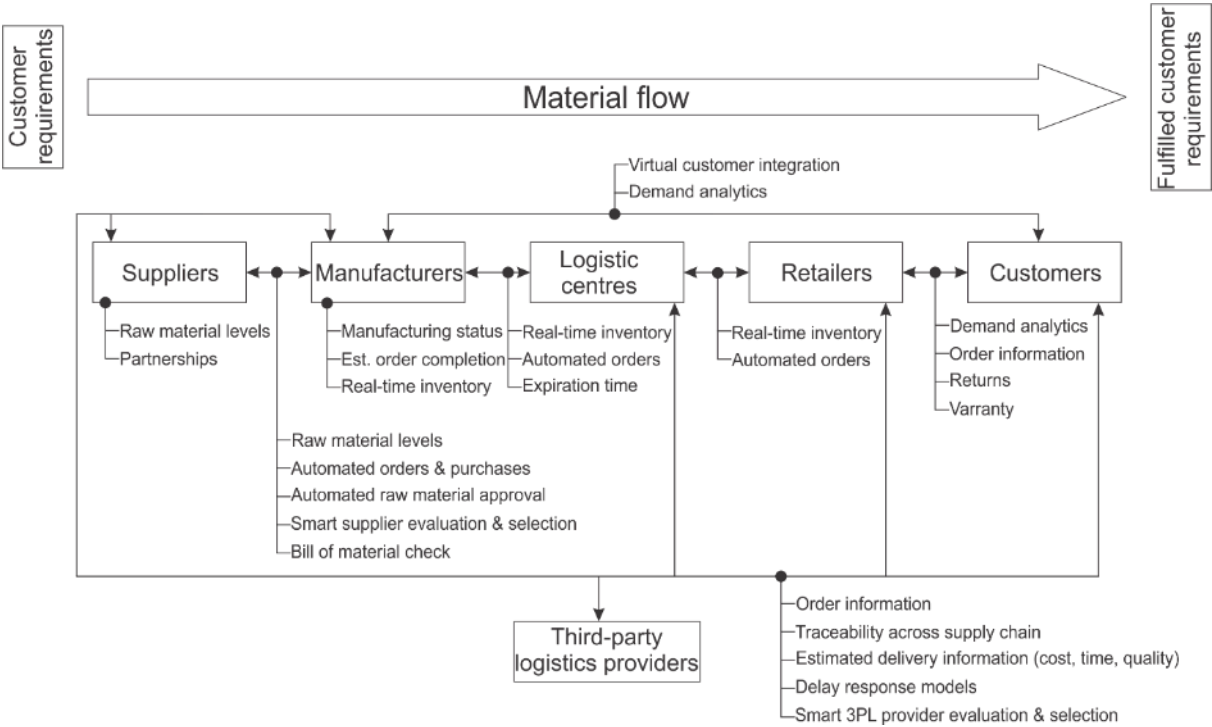 Customer
requirements
Material flow
Fulfilled customer
requirements
Virtual customer integration
Demand analytics
Suppliers
Manufacturers
Logistic
centres
Retailers
Customers
Raw material levels
Partnerships
Manufacturing status
Est. order completion
Real-time inventory
Real-time inventory
Automated orders
Expiration time
Real-time inventory
Automated orders
Demand analytics
Order information
Returns
Varranty
Raw material levels
Automated orders & purchases
Automated raw material approval
Smart supplier evaluation & selection
Bill of material check
Third-party
logistics providers
Order information
Traceability across supply chain
Estimated delivery information (cost, time, quality)
Delay response models
Smart 3PL provider evaluation & selection